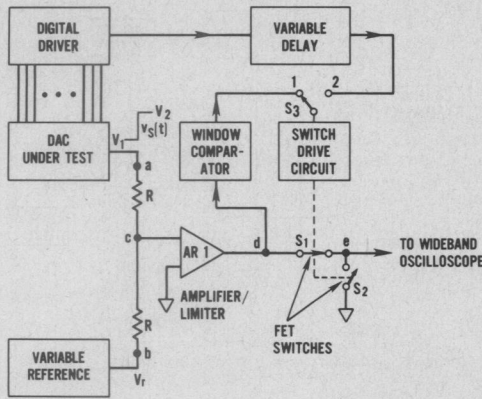 DIGITAL
DRIVER
VARIABLE
DELAY
DAC
UNDER TEST
V1
V2
vS(t)
a
R
c
R
b
Vr
VARIABLE
REFERENCE
WINDOW
COMPAR-
ATOR
1
2
S3
SWITCH
DRIVE
CIRCUIT
AR 1
AMPLIFIER/
LIMITER
d
S1
e
S2
FET
SWITCHES
TO WIDEBAND
OSCILLOSCOPE